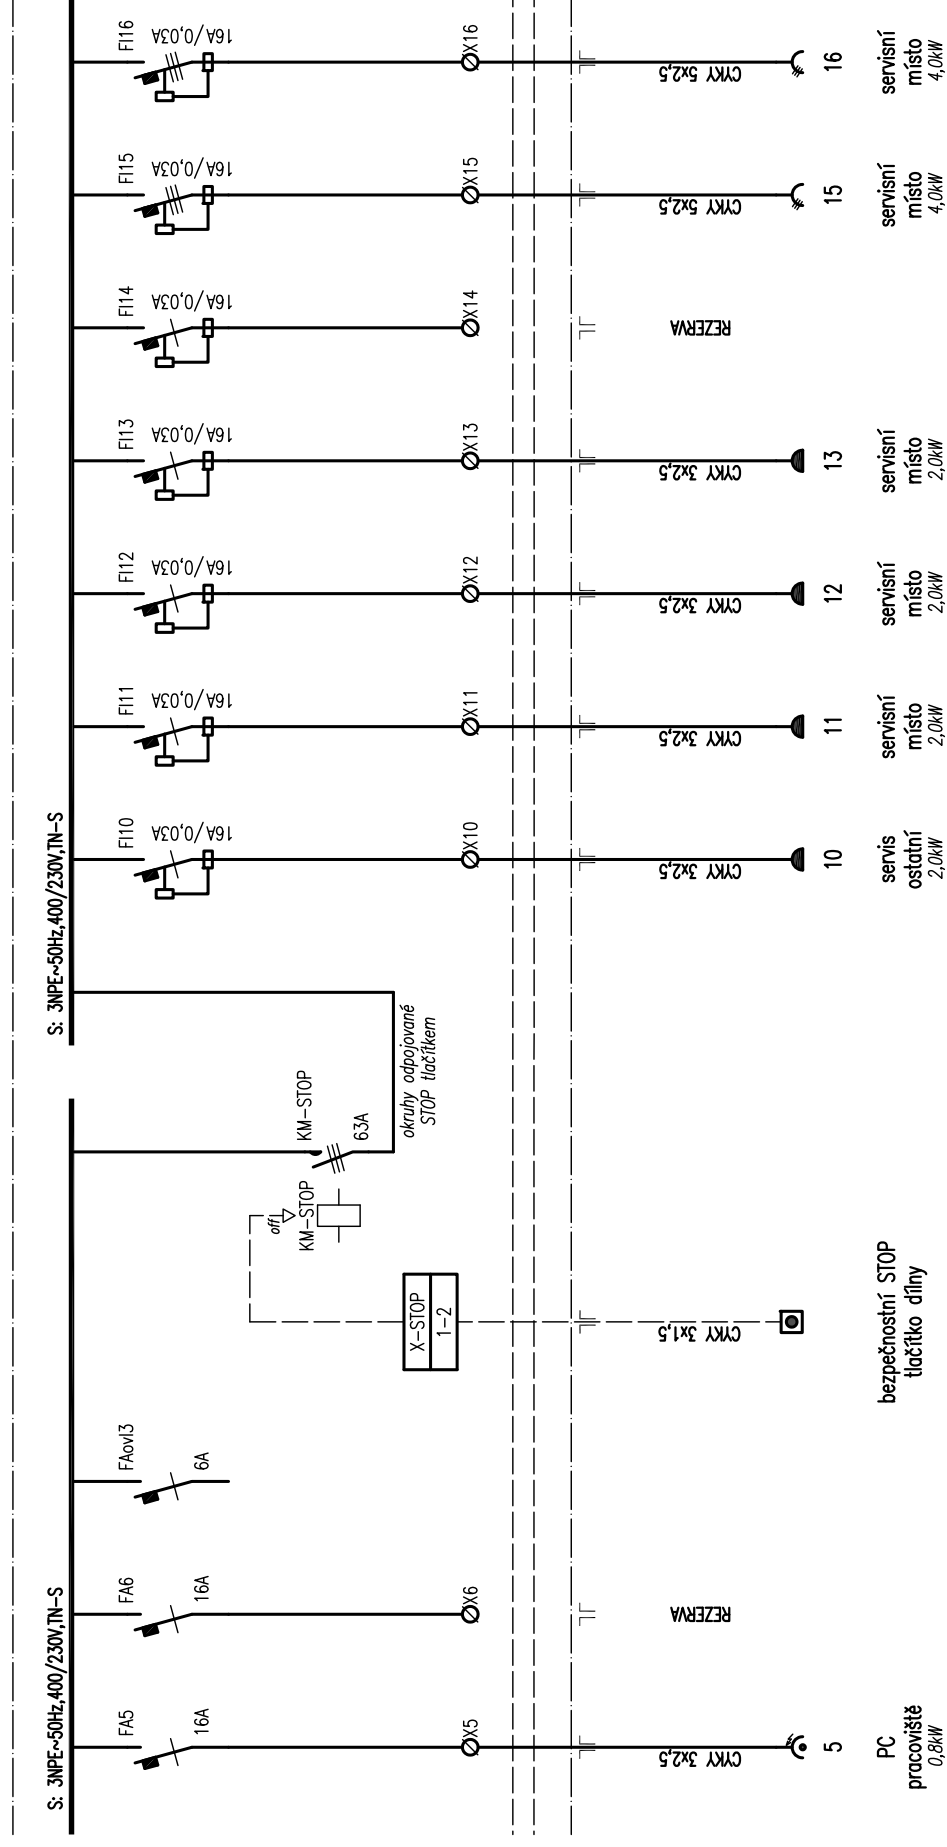 S: 3NPE~50Hz,400/230V,TN-S
FA5
16A
X5
CYKY 3x2,5
5
PC
pracoviště
0,8kW
FA6
16A
X6
REZERVA
FAovl3
6A
X-STOP
1-2
CYKY 3x1,5
bezpečnostní STOP
tlačítko dílny
off
KM-STOP
KM-STOP
63A
okruhy odpojované
STOP tlačítkem
S: 3NPE~50Hz,400/230V,TN-S
FI10
16A/0,03A
X10
CYKY 3x2,5
10
servis
ostatní
2,0kW
FI11
16A/0,03A
X11
CYKY 3x2,5
11
servisní
místo
2,0kW
FI12
16A/0,03A
X12
CYKY 3x2,5
12
servisní
místo
2,0kW
FI13
16A/0,03A
X13
CYKY 3x2,5
13
servisní
místo
2,0kW
FI14
16A/0,03A
X14
REZERVA
FI15
16A/0,03A
X15
CYKY 5x2,5
15
servisní
místo
4,0kW
FI16
16A/0,03A
X16
CYKY 5x2,5
16
servisní
místo
4,0kW